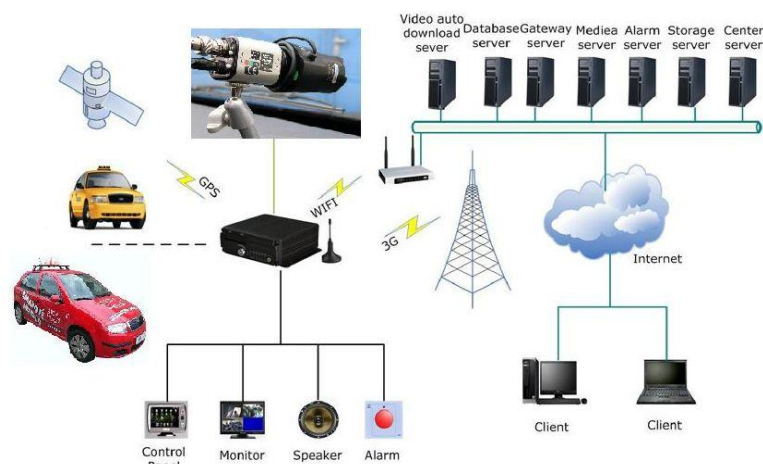 Video auto
download
sever
Database
server
Gateway
server
Mediea
server
Alarm
server
Storage
server
Center
server
GPS
WIFI
3G
Internet
Control
Panel
Monitor
Speaker
Alarm
Client
Client